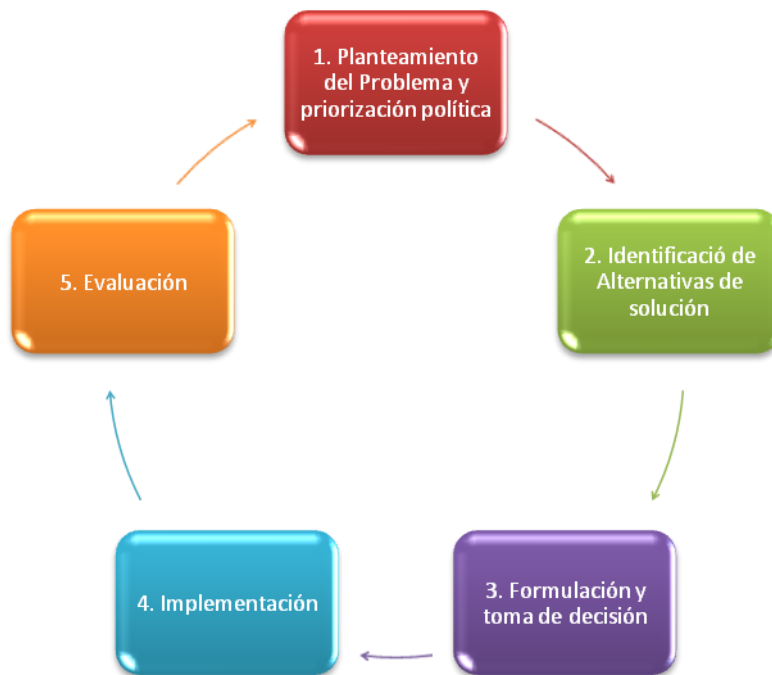 1. Planteamiento
del Problema y
priorización política
2. Identificació de
Alternativas de
solución
3. Formulación y
toma de decisión
4. Implementación
5. Evaluación